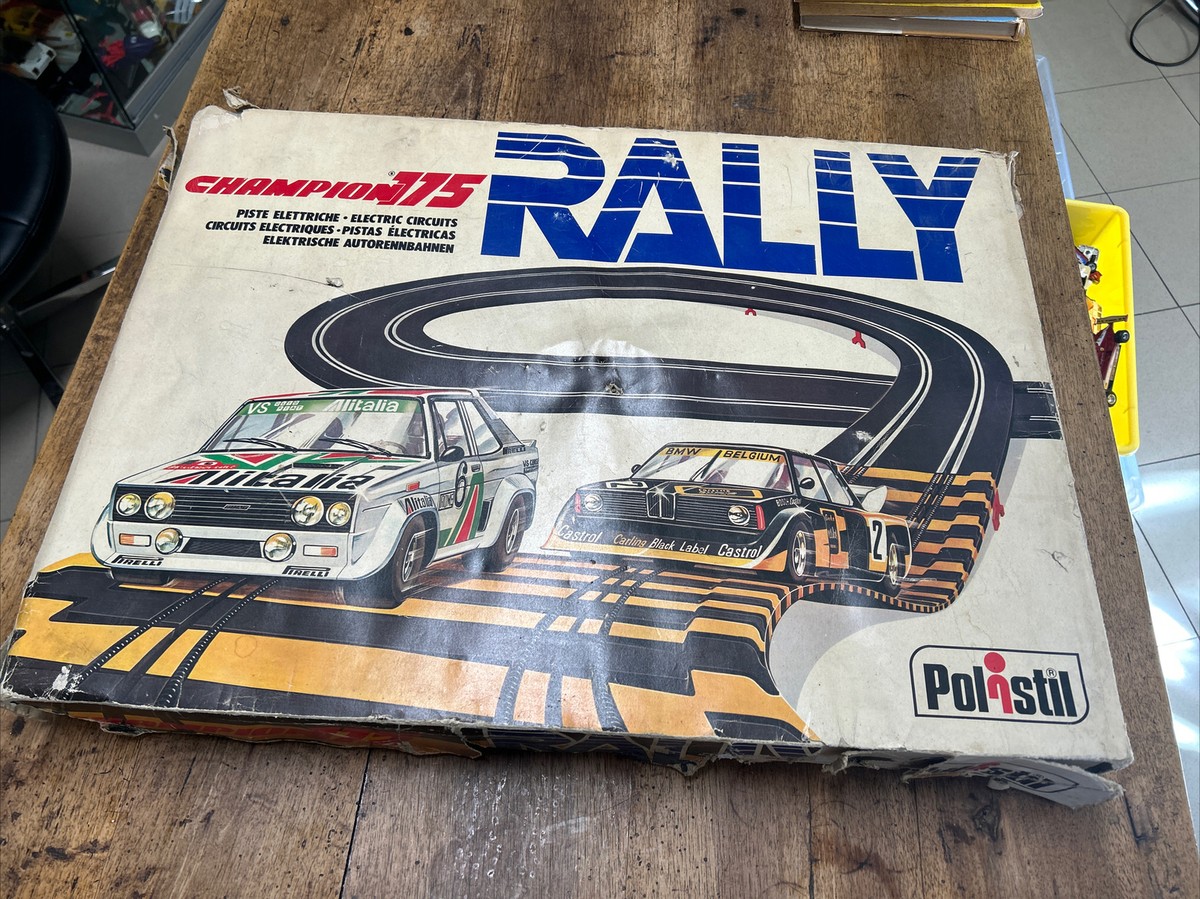 RALLY
CHAMPION®175
PISTE ELETTRICHE · ELECTRIC CIRCUITS
CIRCUITS ELECTRIQUES · PISTAS ÉLECTRICAS
ELEKTRISCHE AUTORENNBAHNEN
VS Alitalia
Alitalia
Alitalia
6
PIRELLI
PIRELLI
BMW BELGIUM
Castrol Carling Black Label Castrol
2
Polistil®